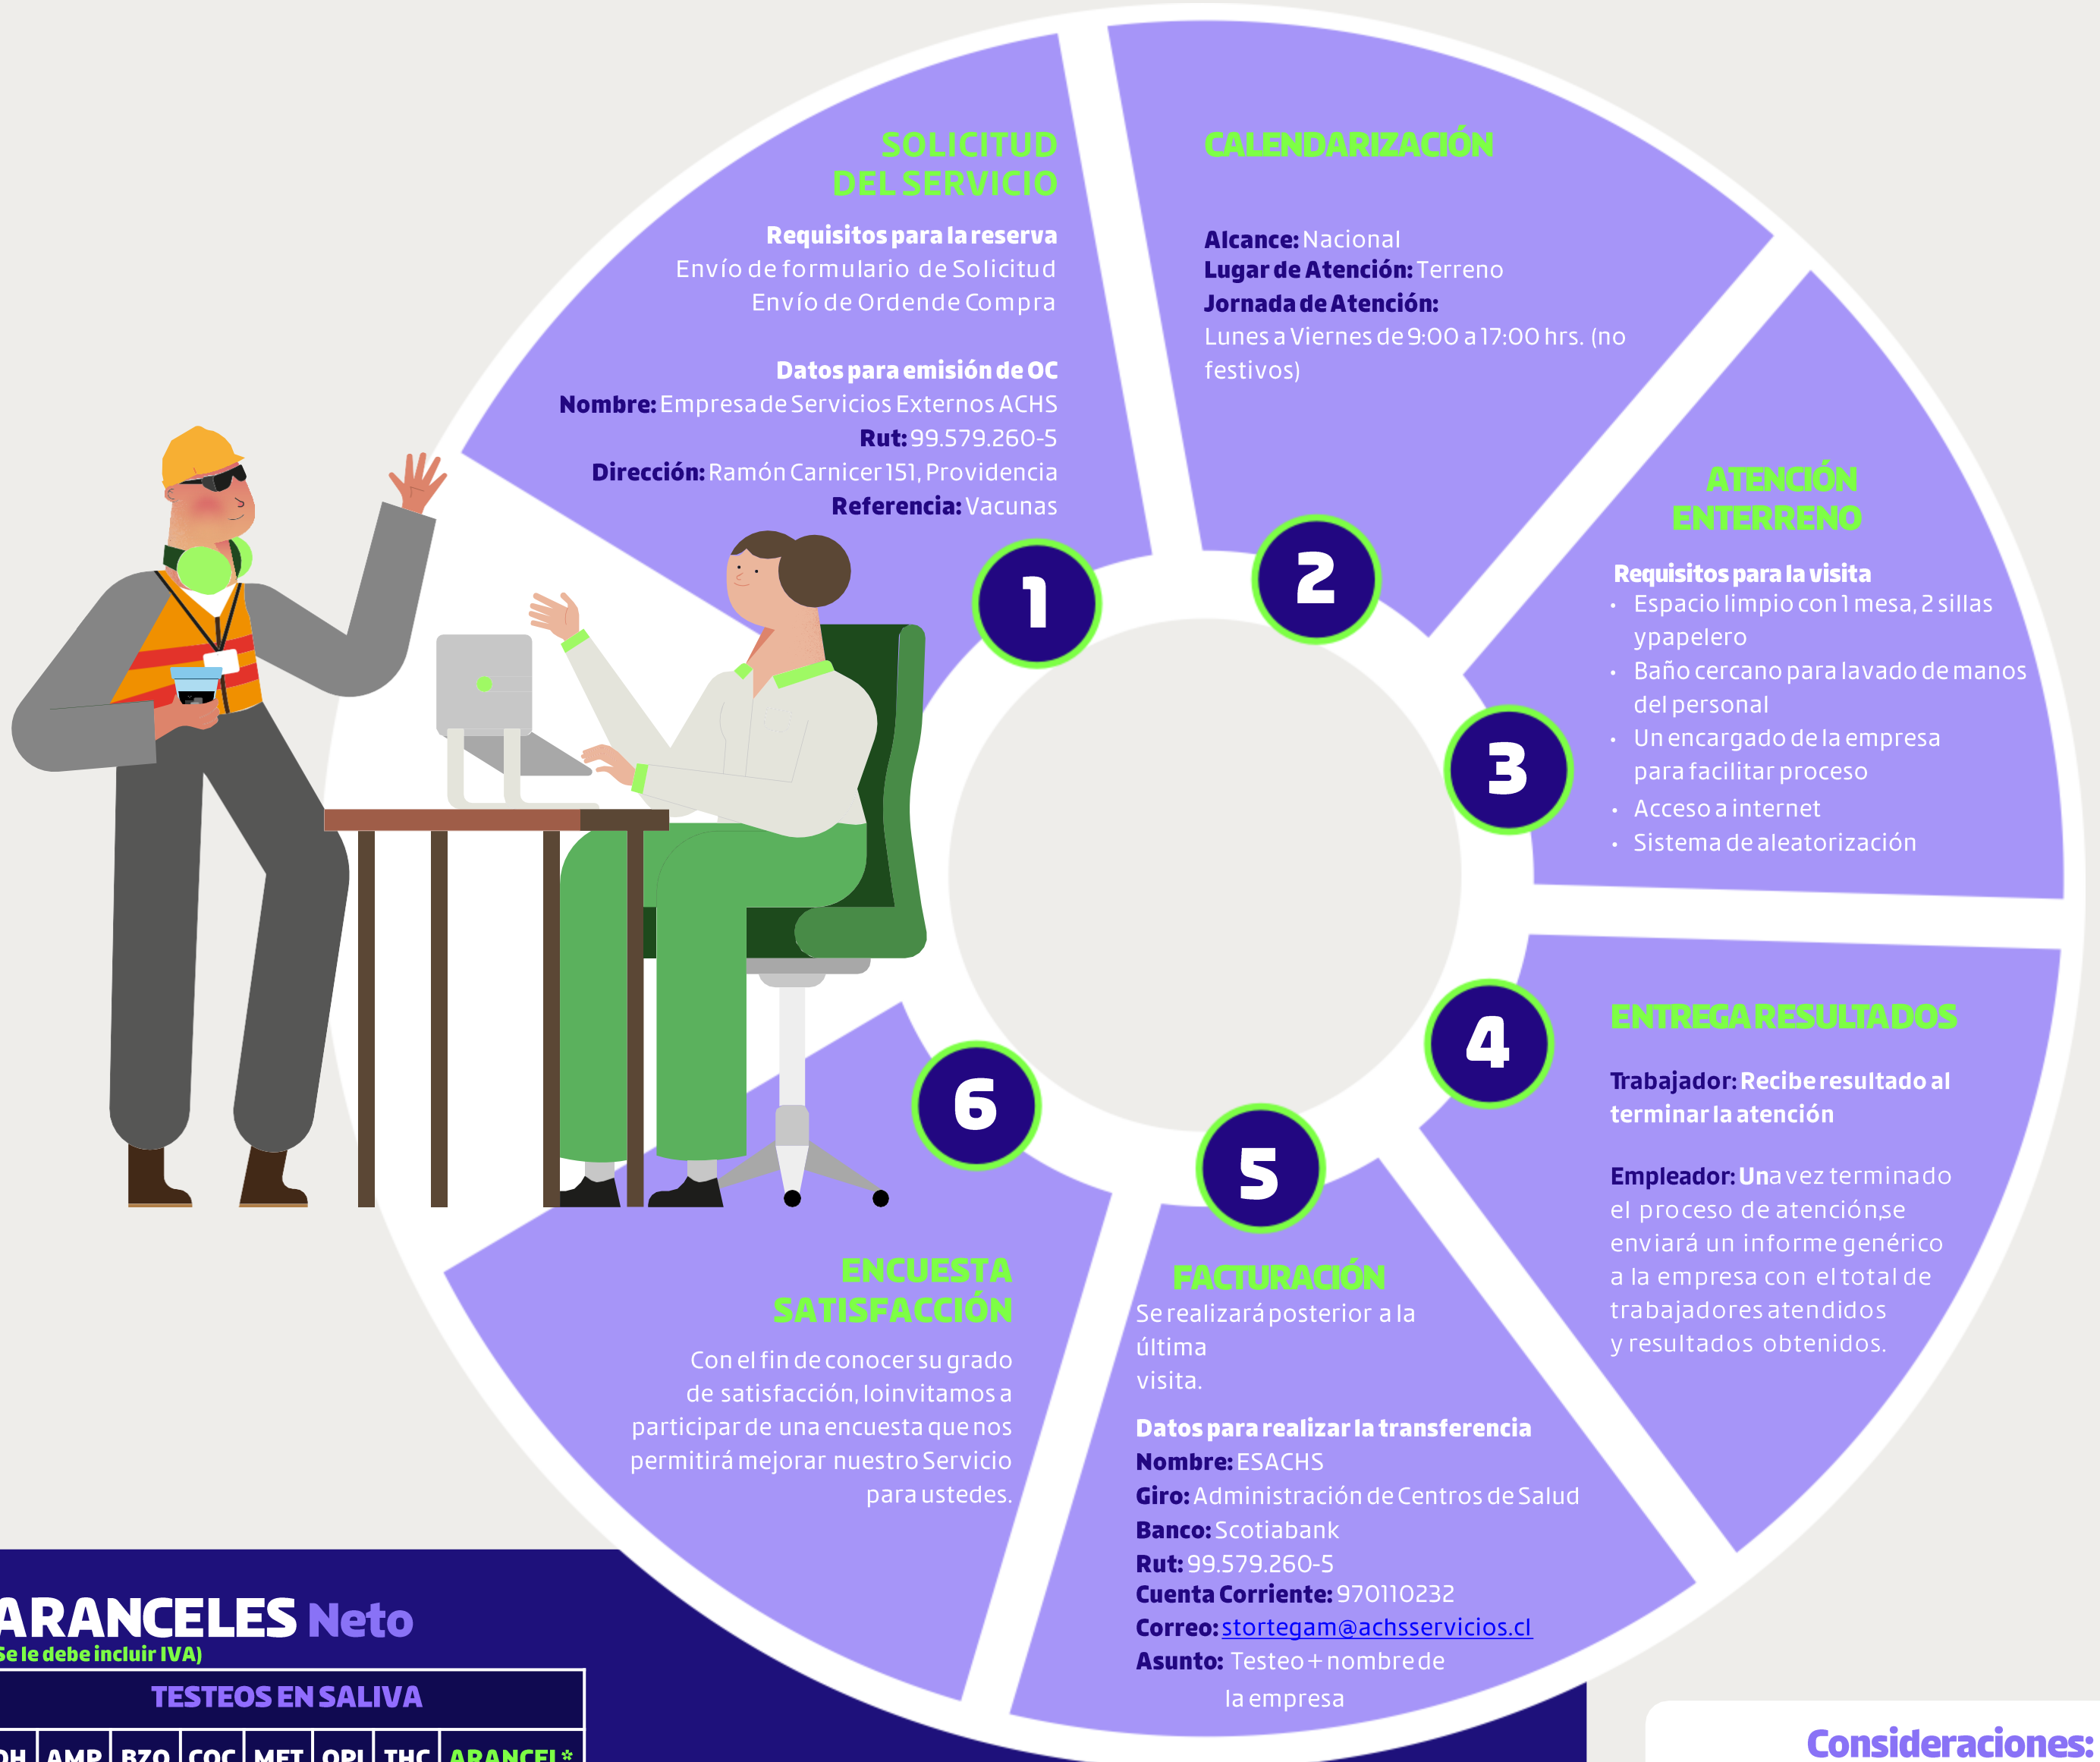 SOLICITUD
DEL SERVICIO
Requisitos para la reserva
Envío de formulario de Solicitud
Envío de Ordende Compra
Datos para emisión de OC
Nombre: Empresa de Servicios Externos ACHS
Rut: 99.579.260-5
Dirección: Ramón Carnicer 151, Providencia
Referencia: Vacunas
1
CALENDARIZACIÓN
Alcance: Nacional
Lugar de Atención: Terreno
Jornada de Atención:
Lunes a Viernes de 9:00 a 17:00 hrs. (no
festivos)
2
ATENCIÓN
ENTERRENO
Requisitos para la visita
• Espacio limpio con 1 mesa, 2 sillas
ypapelero
• Baño cercano para lavado de manos
del personal
• Un encargado de la empresa
para facilitar proceso
• Acceso a internet
• Sistema de aleatorización
3
4
ENTREGA RESULTADOS
Trabajador: Recibe resultado al
terminar la atención
Empleador: Una vez terminado
el proceso de atención,se
enviará un informe genérico
a la empresa con el total de
trabajadores atendidos
y resultados obtenidos.
5
FACTURACIÓN
Se realizará posterior a la
última
visita.
Datos para realizar la transferencia
Nombre: ESACHS
Giro: Administración de Centros de Salud
Banco: Scotiabank
Rut: 99.579.260-5
Cuenta Corriente: 970110232
Correo: stortegam@achsservicios.cl
Asunto: Testeo + nombre de
la empresa
6
ENCUESTA
SATISFACCIÓN
Con el fin de conocer su grado
de satisfacción, loinvitamos a
participar de una encuesta que nos
permitirá mejorar nuestro Servicio
para ustedes.
ARANCELES Neto
Se le debe incluir IVA)
TESTEOS EN SALIVA
OH AMP BZO COC MET OPI THC ARANCEL*
Consideraciones: